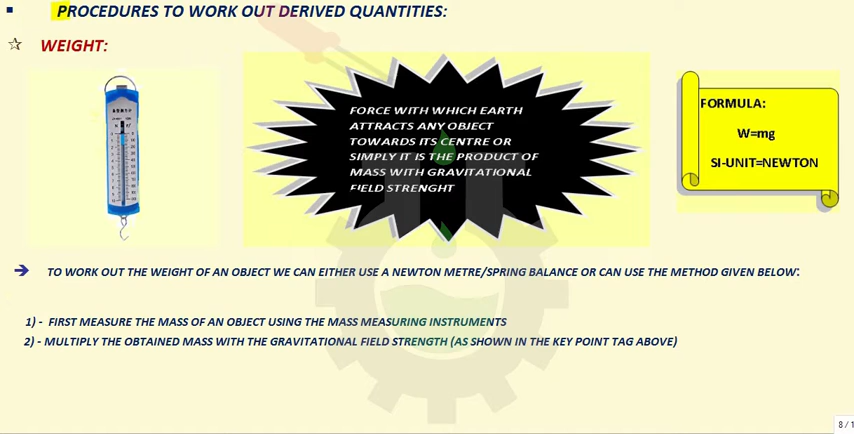 PROCEDURES TO WORK OUT DERIVED QUANTITIES:
WEIGHT:
FORCE WITH WHICH EARTH
ATTRACTS ANY OBJECT
TOWARDS ITS CENTRE OR
SIMPLY IT IS THE PRODUCT OF
MASS WITH GRAVITATIONAL
FIELD STRENGHT
FORMULA:
W=mg
SI-UNIT=NEWTON
TO WORK OUT THE WEIGHT OF AN OBJECT WE CAN EITHER USE A NEWTON METRE/SPRING BALANCE OR CAN USE THE METHOD GIVEN BELOW:
1) - FIRST MEASURE THE MASS OF AN OBJECT USING THE MASS MEASURING INSTRUMENTS
2) - MULTIPLY THE OBTAINED MASS WITH THE GRAVITATIONAL FIELD STRENGTH (AS SHOWN IN THE KEY POINT TAG ABOVE)
8 / 1